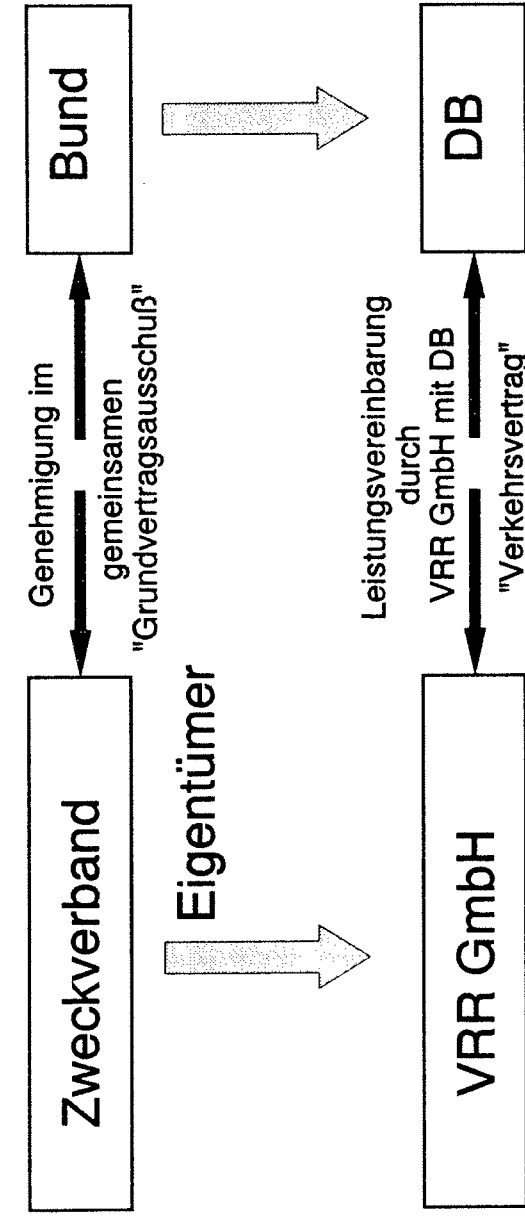 Zweckverband
Genehmigung im
gemeinsamen
"Grundvertragsausschuß"
Bund
Eigentümer
VRR GmbH
Leistungsvereinbarung
durch
VRR GmbH mit DB
"Verkehrsvertrag"
DB